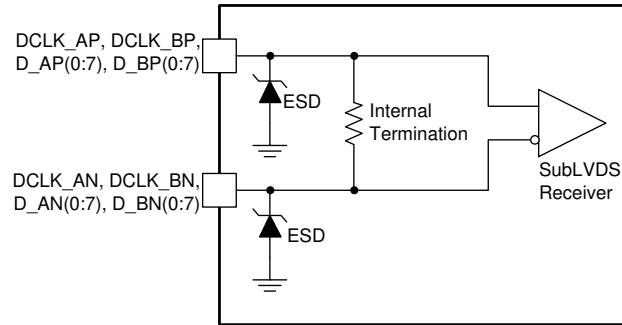 DCLK_AP, DCLK_BP,
D_AP(0:7), D_BP(0:7)
ESD
Internal
Termination
SubLVDS
Receiver
DCLK_AN, DCLK_BN,
D_AN(0:7), D_BN(0:7)
ESD